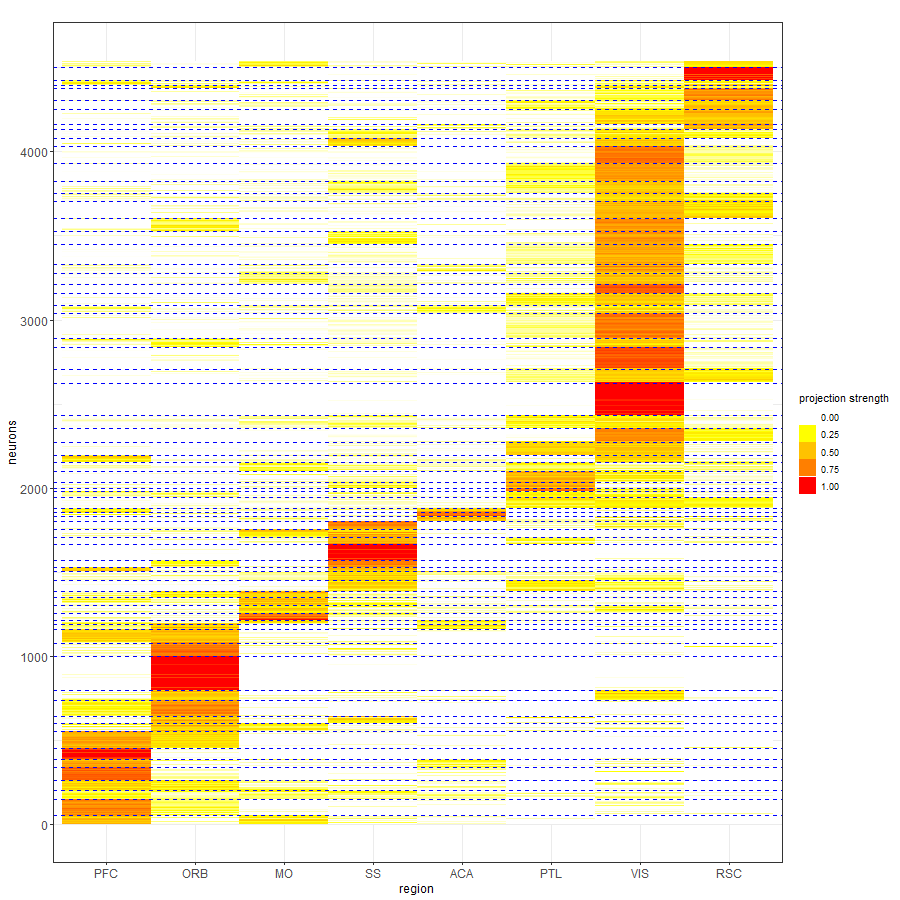 neurons
4000
3000
2000
1000
0
PFC ORB MO SS ACA PTL VIS RSC
region
projection strength
0.00
0.25
0.50
0.75
1.00